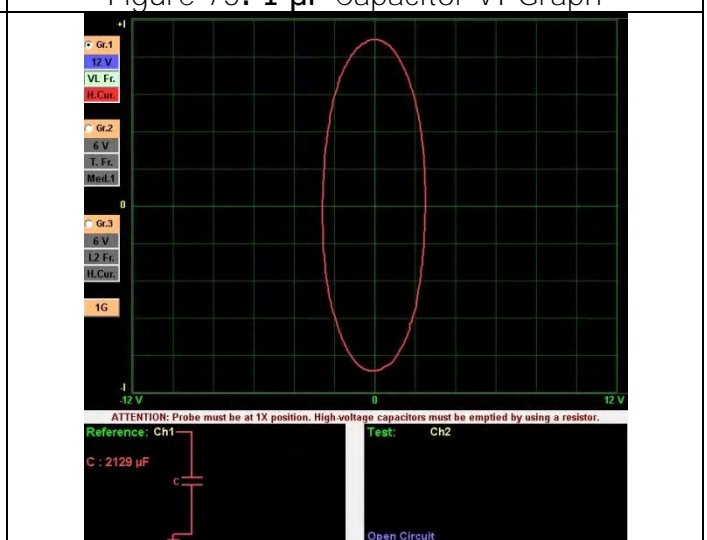 Figure 75. 1 µF Capacitor VI Graph
+I
Gr.1
12 V
VL Fr.
H.Cur.
Gr.2
6 V
T. Fr.
Med.1
0
Gr.3
6 V
L2 Fr.
H.Cur.
1G
-I
-12 V
0
12 V
ATTENTION: Probe must be at 1X position. High-voltage capacitors must be emptied by using a resistor.
Reference: Ch1
Test: Ch2
C : 2129 µF
C
Open Circuit